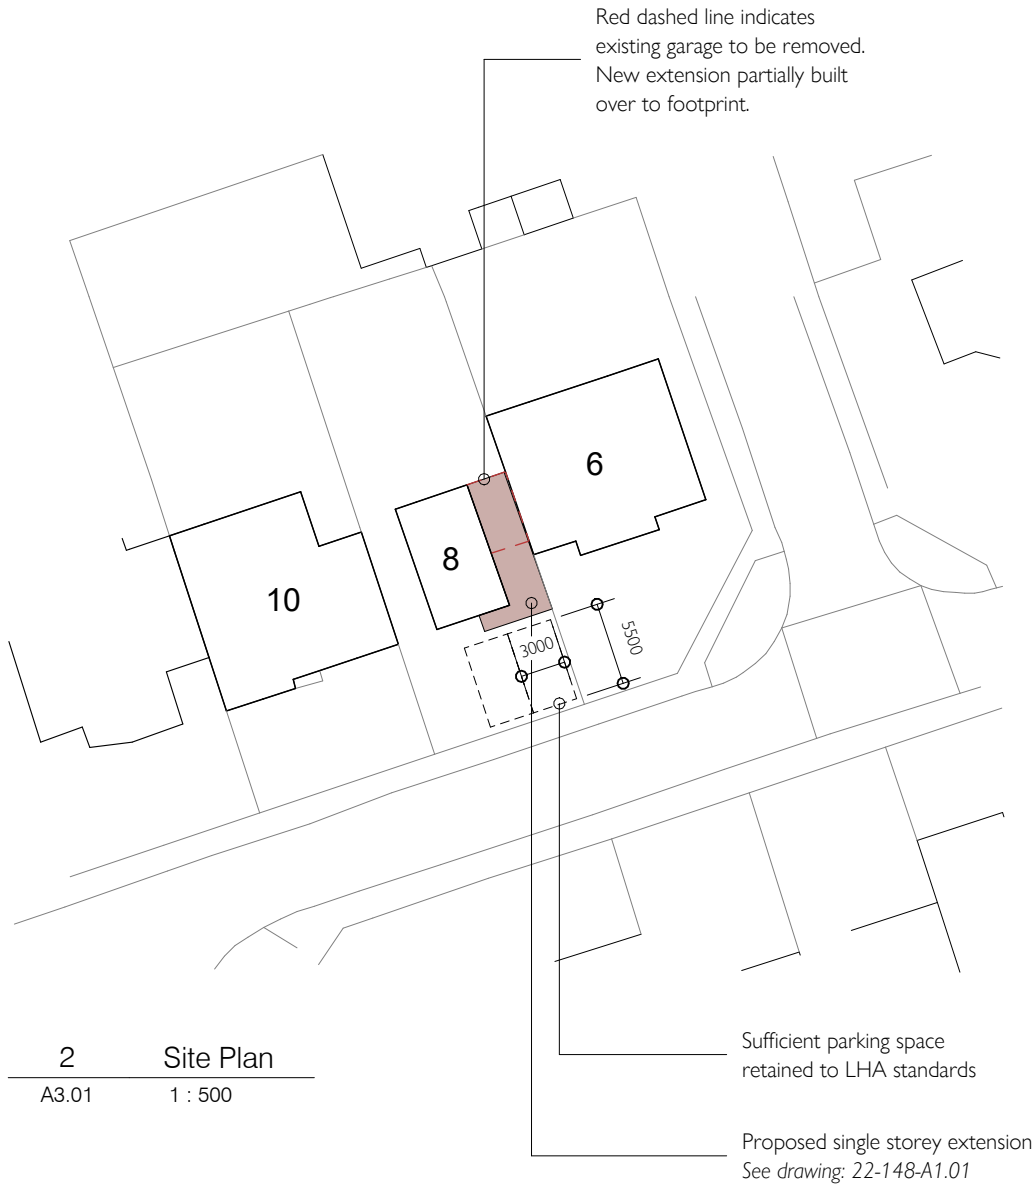 Red dashed line indicates
existing garage to be removed.
New extension partially built
over to footprint.
6
8
10
5500
3000
Sufficient parking space
retained to LHA standards
2 Site Plan
A3.01 1 : 500
Proposed single storey extension
See drawing: 22-148-A1.01